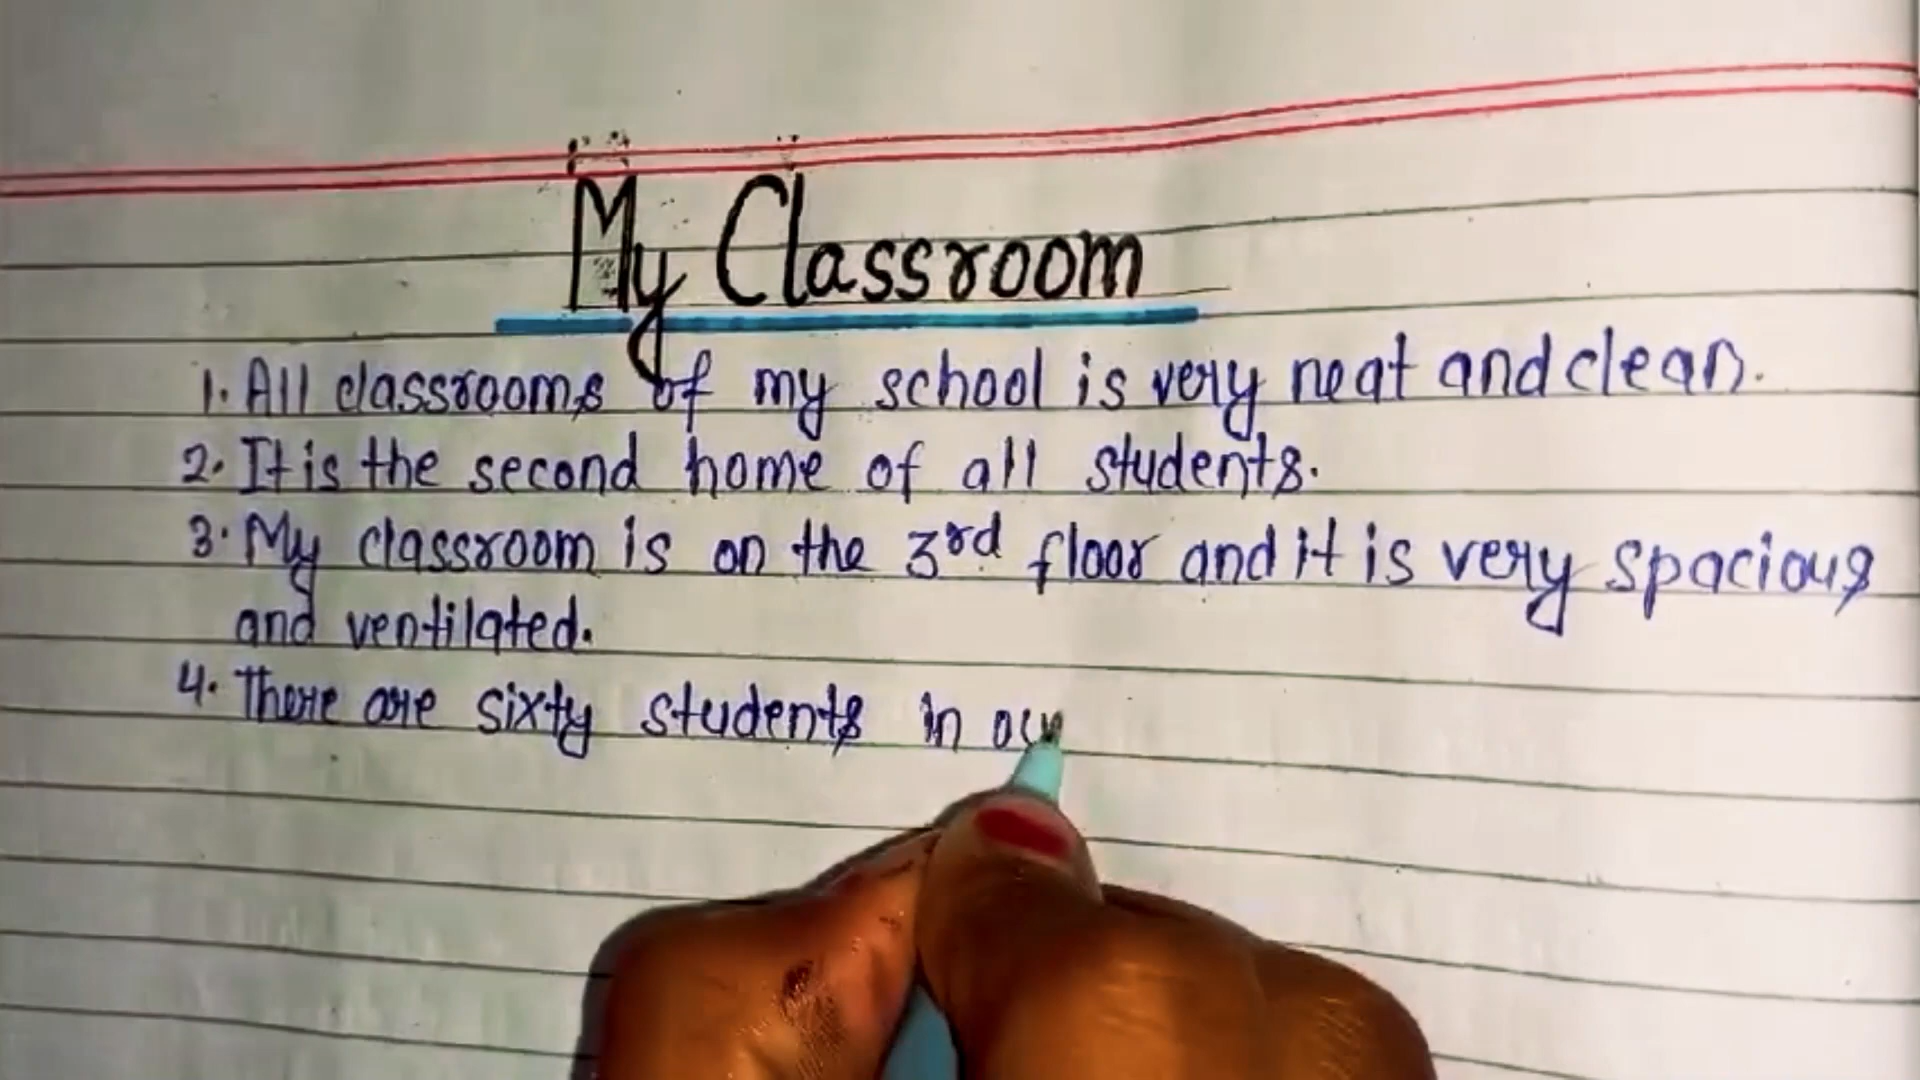 My Classroom
1. All classrooms of my school is very neat and clean.
2. It is the second home of all students.
3. My classroom is on the 3rd floor and it is very spacious
and ventilated.
4. There are sixty students in our